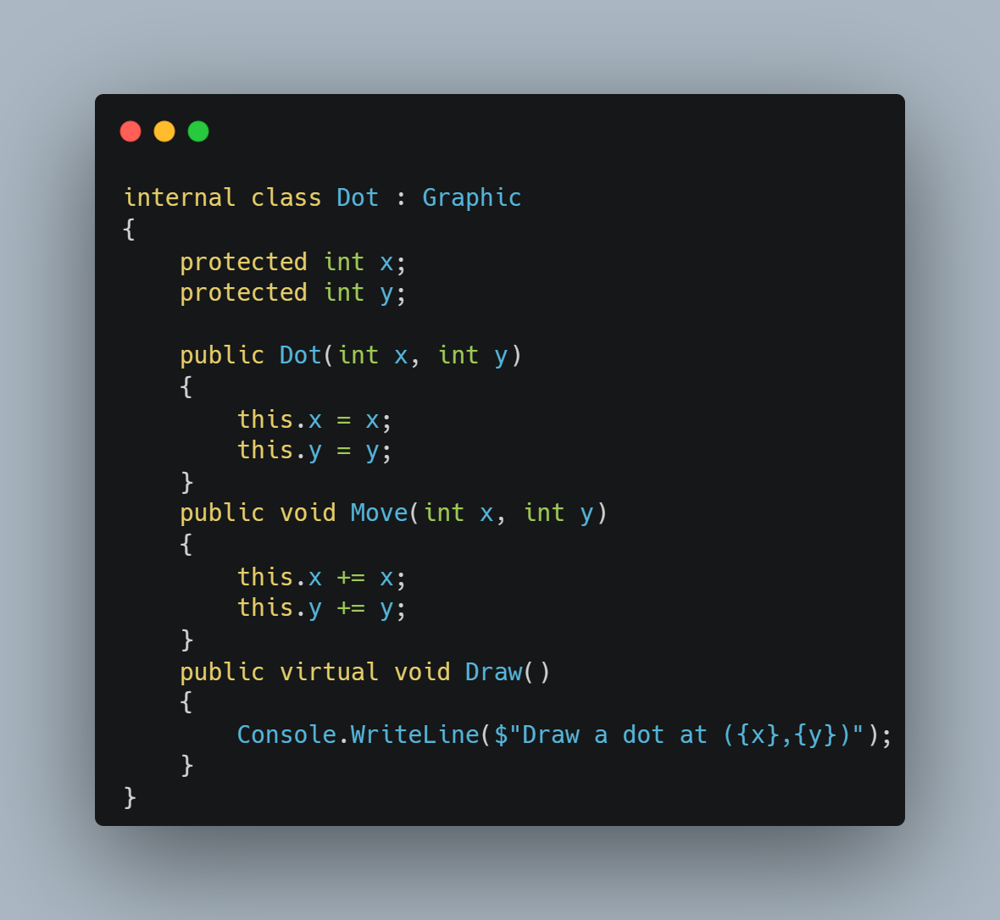 internal class Dot : Graphic
{
    protected int x;
    protected int y;

    public Dot(int x, int y)
    {
        this.x = x;
        this.y = y;
    }
    public void Move(int x, int y)
    {
        this.x += x;
        this.y += y;
    }
    public virtual void Draw()
    {
        Console.WriteLine($"Draw a dot at ({x},{y})");
    }
}